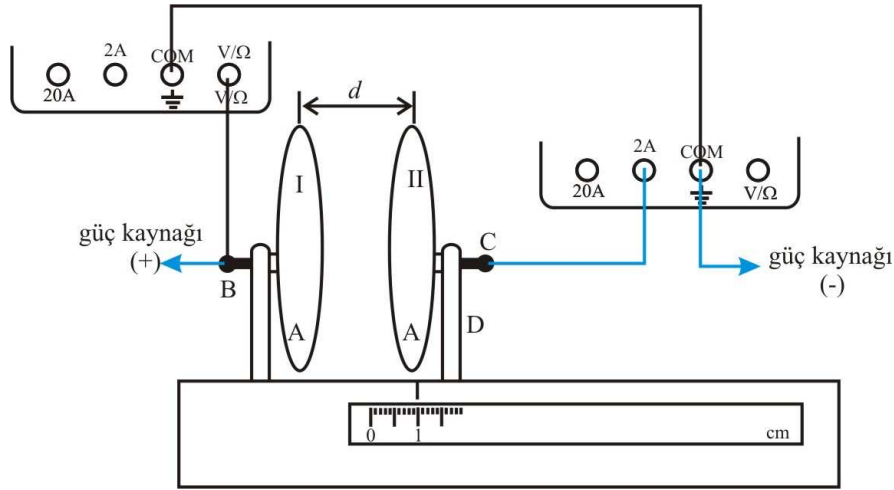 2A COM V/Ω
20A V/Ω
d
2A COM
20A V/Ω
I II
güç kaynağı
(+)
B
C
güç kaynağı
(-)
A A D
0 1 cm